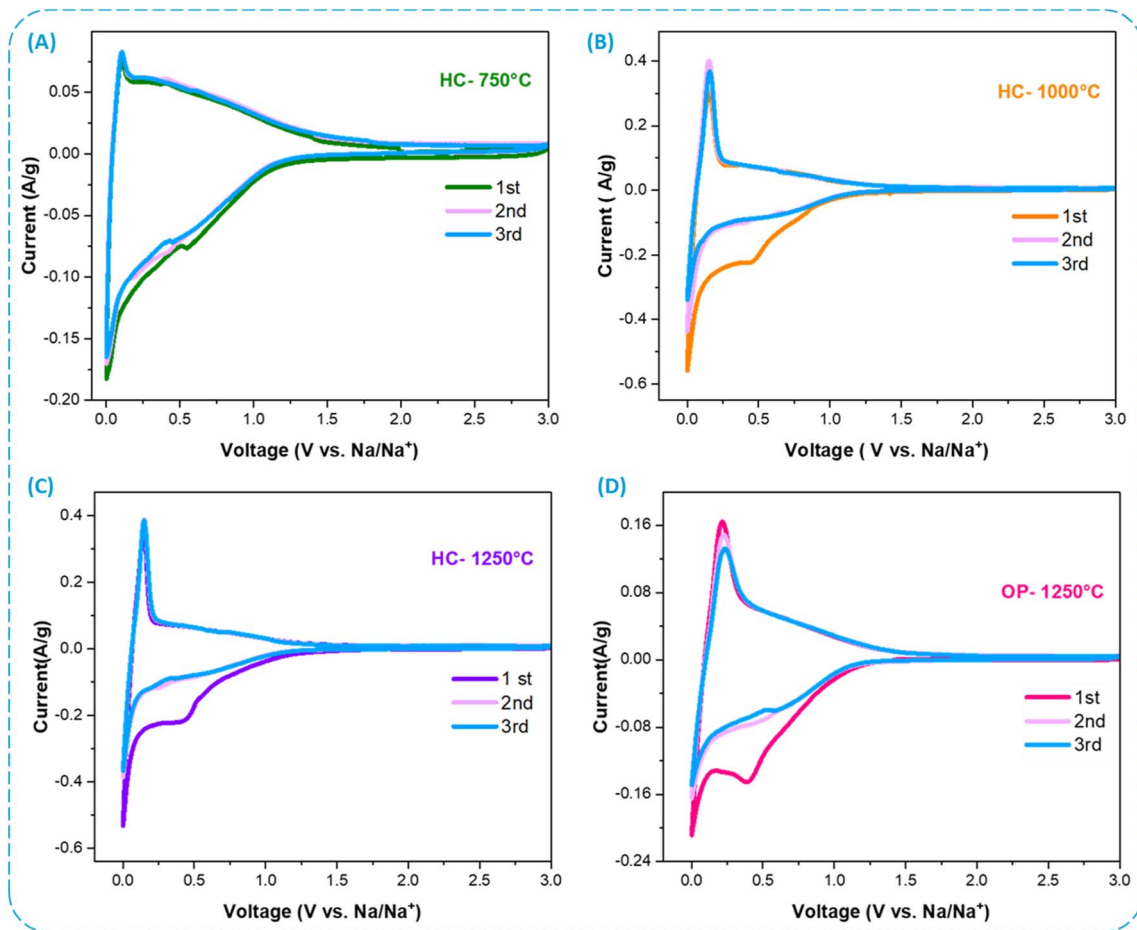 (A)
HC- 750°C
0.05
0.00
-0.05
-0.10
-0.15
-0.20
Current (A/g)
1st
2nd
3rd
0.0 0.5 1.0 1.5 2.0 2.5 3.0
Voltage (V vs. Na/Na⁺)
(B)
HC- 1000°C
0.4
0.2
0.0
-0.2
-0.4
-0.6
Current ( A/g)
1st
2nd
3rd
0.0 0.5 1.0 1.5 2.0 2.5 3.0
Voltage ( V vs. Na/Na⁺)
(C)
HC- 1250°C
0.4
0.2
0.0
-0.2
-0.4
-0.6
Current(A/g)
1 st
2nd
3rd
0.0 0.5 1.0 1.5 2.0 2.5 3.0
Voltage (V vs. Na/Na⁺)
(D)
OP- 1250°C
0.16
0.08
0.00
-0.08
-0.16
-0.24
Current(A/g)
1st
2nd
3rd
0.0 0.5 1.0 1.5 2.0 2.5 3.0
Voltage (V vs. Na/Na⁺)